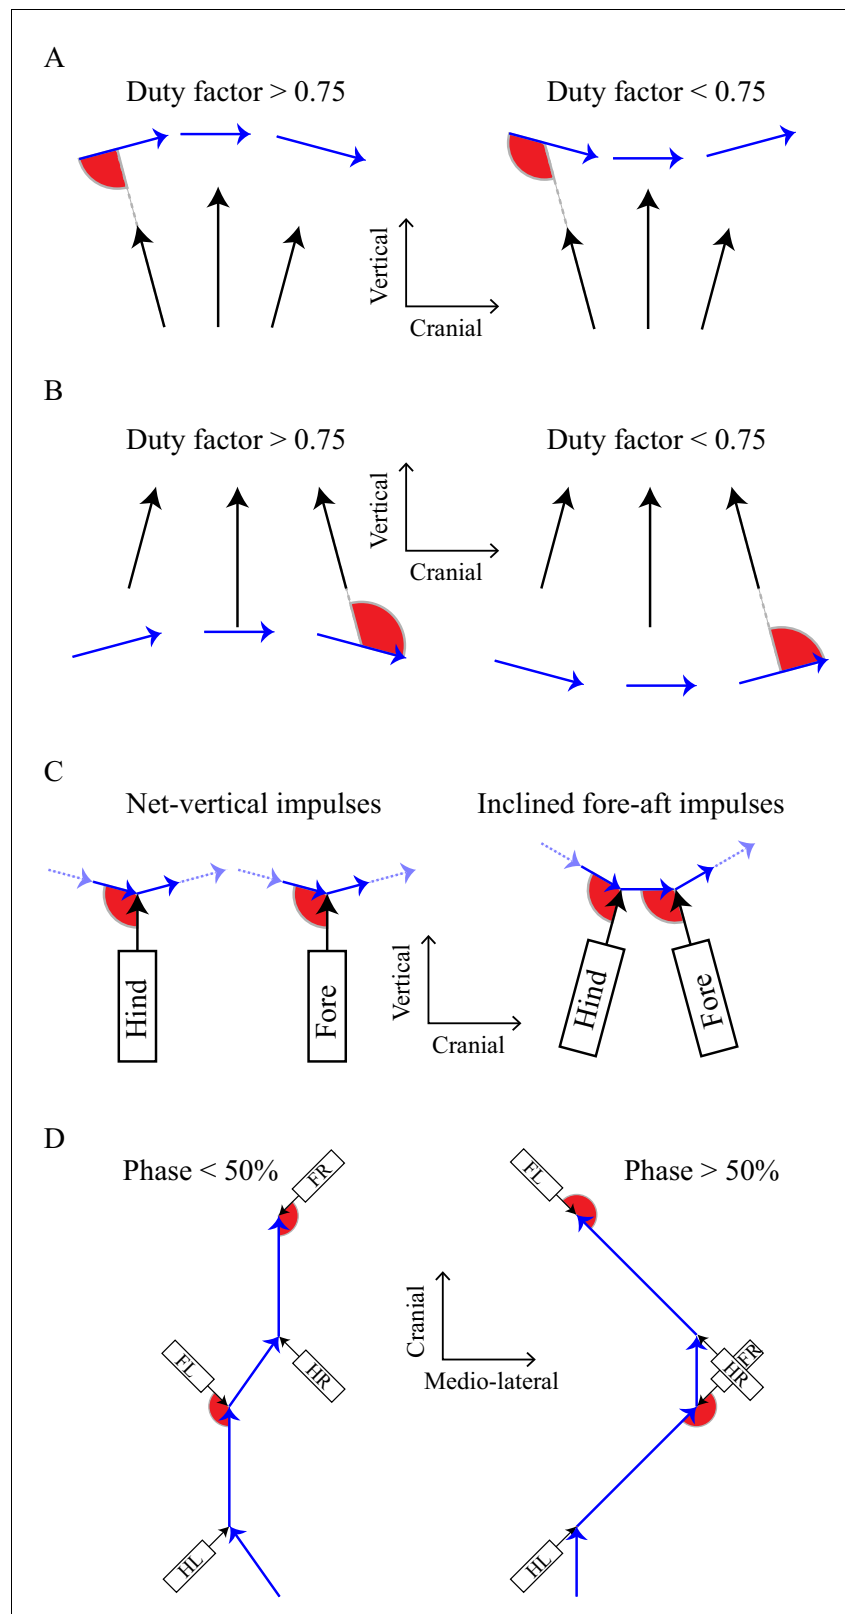 A
Duty factor > 0.75
Duty factor < 0.75
Vertical
Cranial
B
Duty factor > 0.75
Duty factor < 0.75
Vertical
Cranial
C
Net-vertical impulses
Inclined fore-aft impulses
Hind
Fore
Vertical
Cranial
Hind
Fore
D
Phase < 50%
Phase > 50%
FR
FL
HR
HL
Cranial
Medio-lateral
FL
FR
HR
HL